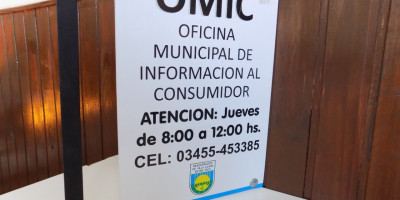 OMIC
OFICINA
MUNICIPAL DE
INFORMACION AL
CONSUMIDOR
ATENCION: Jueves
de 8:00 a 12:00 hs.
CEL: 03455-453385